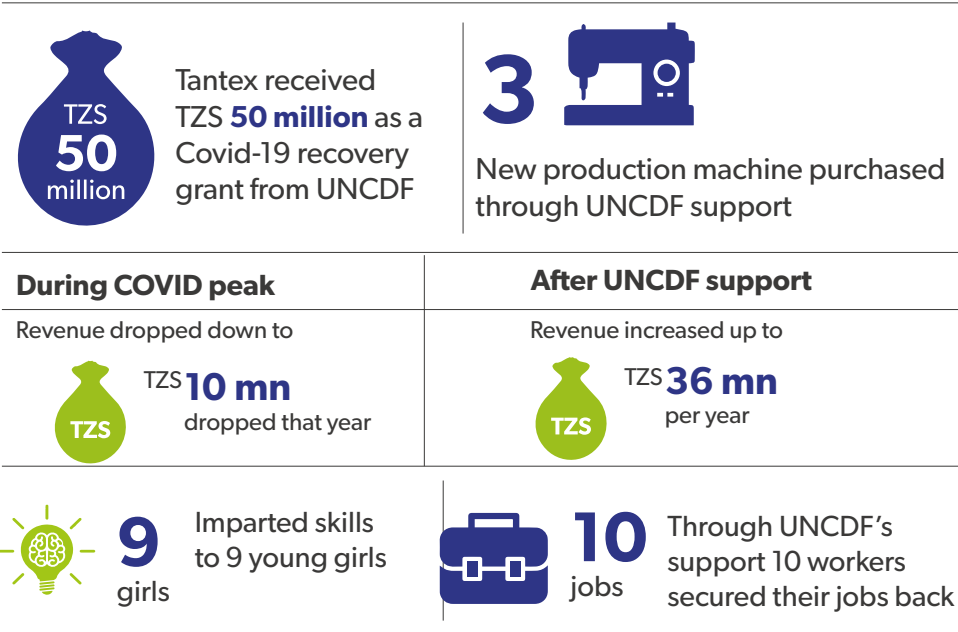 TZS
50
million
Tantex received
TZS 50 million as a
Covid-19 recovery
grant from UNCDF
3
New production machine purchased
through UNCDF support
During COVID peak
Revenue dropped down to
TZS
TZS 10 mn
dropped that year
After UNCDF support
Revenue increased up to
TZS
TZS 36 mn
per year
9
girls
Imparted skills
to 9 young girls
10
jobs
Through UNCDF’s
support 10 workers
secured their jobs back